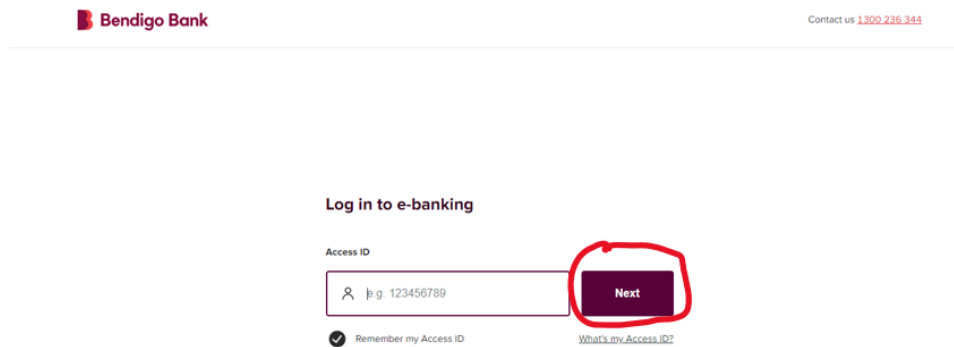 Bendigo Bank
Contact us 1300 236 344
Log in to e-banking
Access ID
e.g. 123456789
Next
Remember my Access ID
What's my Access ID?